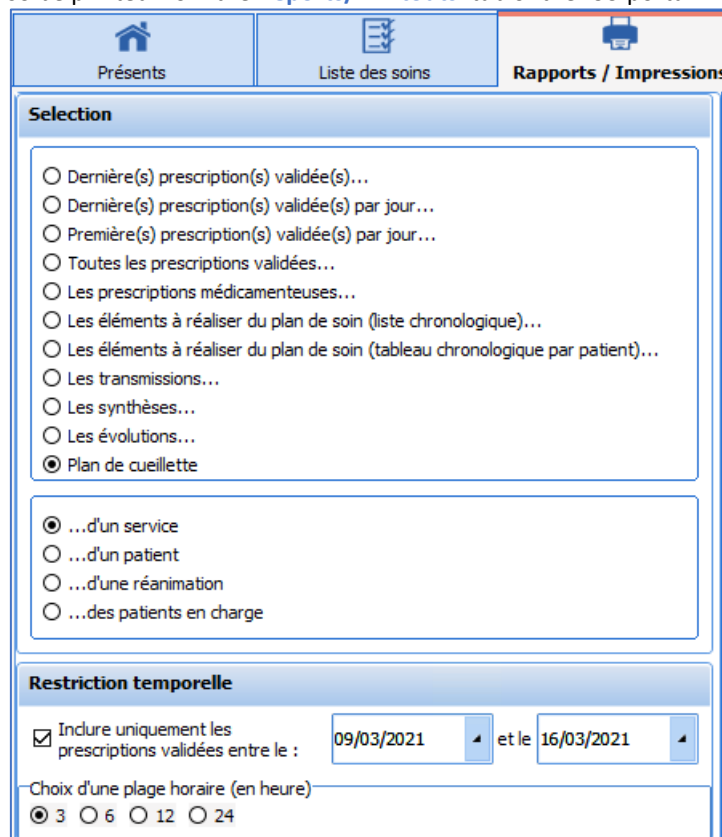 Présents
Liste des soins
Rapports / Impressions
Selection
Dernière(s) prescription(s) validée(s)...
Dernière(s) prescription(s) validée(s) par jour...
Première(s) prescription(s) validée(s) par jour...
Toutes les prescriptions validées...
Les prescriptions médicamenteuses...
Les éléments à réaliser du plan de soin (liste chronologique)...
Les éléments à réaliser du plan de soin (tableau chronologique par patient)...
Les transmissions...
Les synthèses...
Les évolutions...
Plan de cueillette
...d'un service
...d'un patient
...d'une réanimation
...des patients en charge
Restriction temporelle
Inclure uniquement les
prescriptions validées entre le : 09/03/2021 et le 16/03/2021
Choix d'une plage horaire (en heure)
3 6 12 24